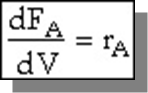 dF_A/dV = r_A